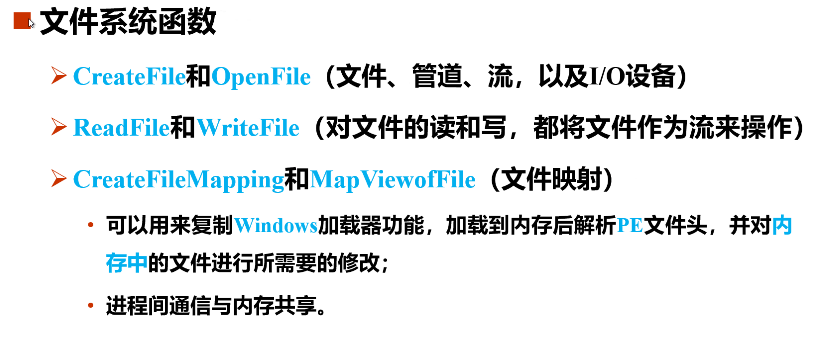 文件系统函数
CreateFile和OpenFile（文件、管道、流，以及I/O设备）
ReadFile和WriteFile（对文件的读和写，都将文件作为流来操作）
CreateFileMapping和MapViewofFile（文件映射）
可以用来复制Windows加载器功能，加载到内存后解析PE文件头，并对内
存中的文件进行所需要的修改；
进程间通信与内存共享。